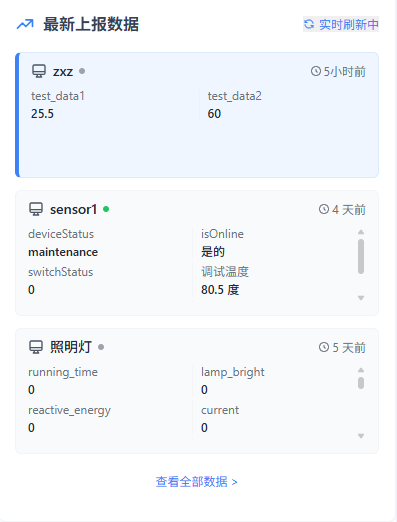 最新上报数据 实时刷新中
zxz 5小时前
test_data1 test_data2
25.5 60
sensor1 4 天前
deviceStatus isOnline
maintenance 是的
switchStatus 调试温度
0 80.5 度
照明灯 5 天前
running_time lamp_bright
0 0
reactive_energy current
0 0
查看全部数据 >